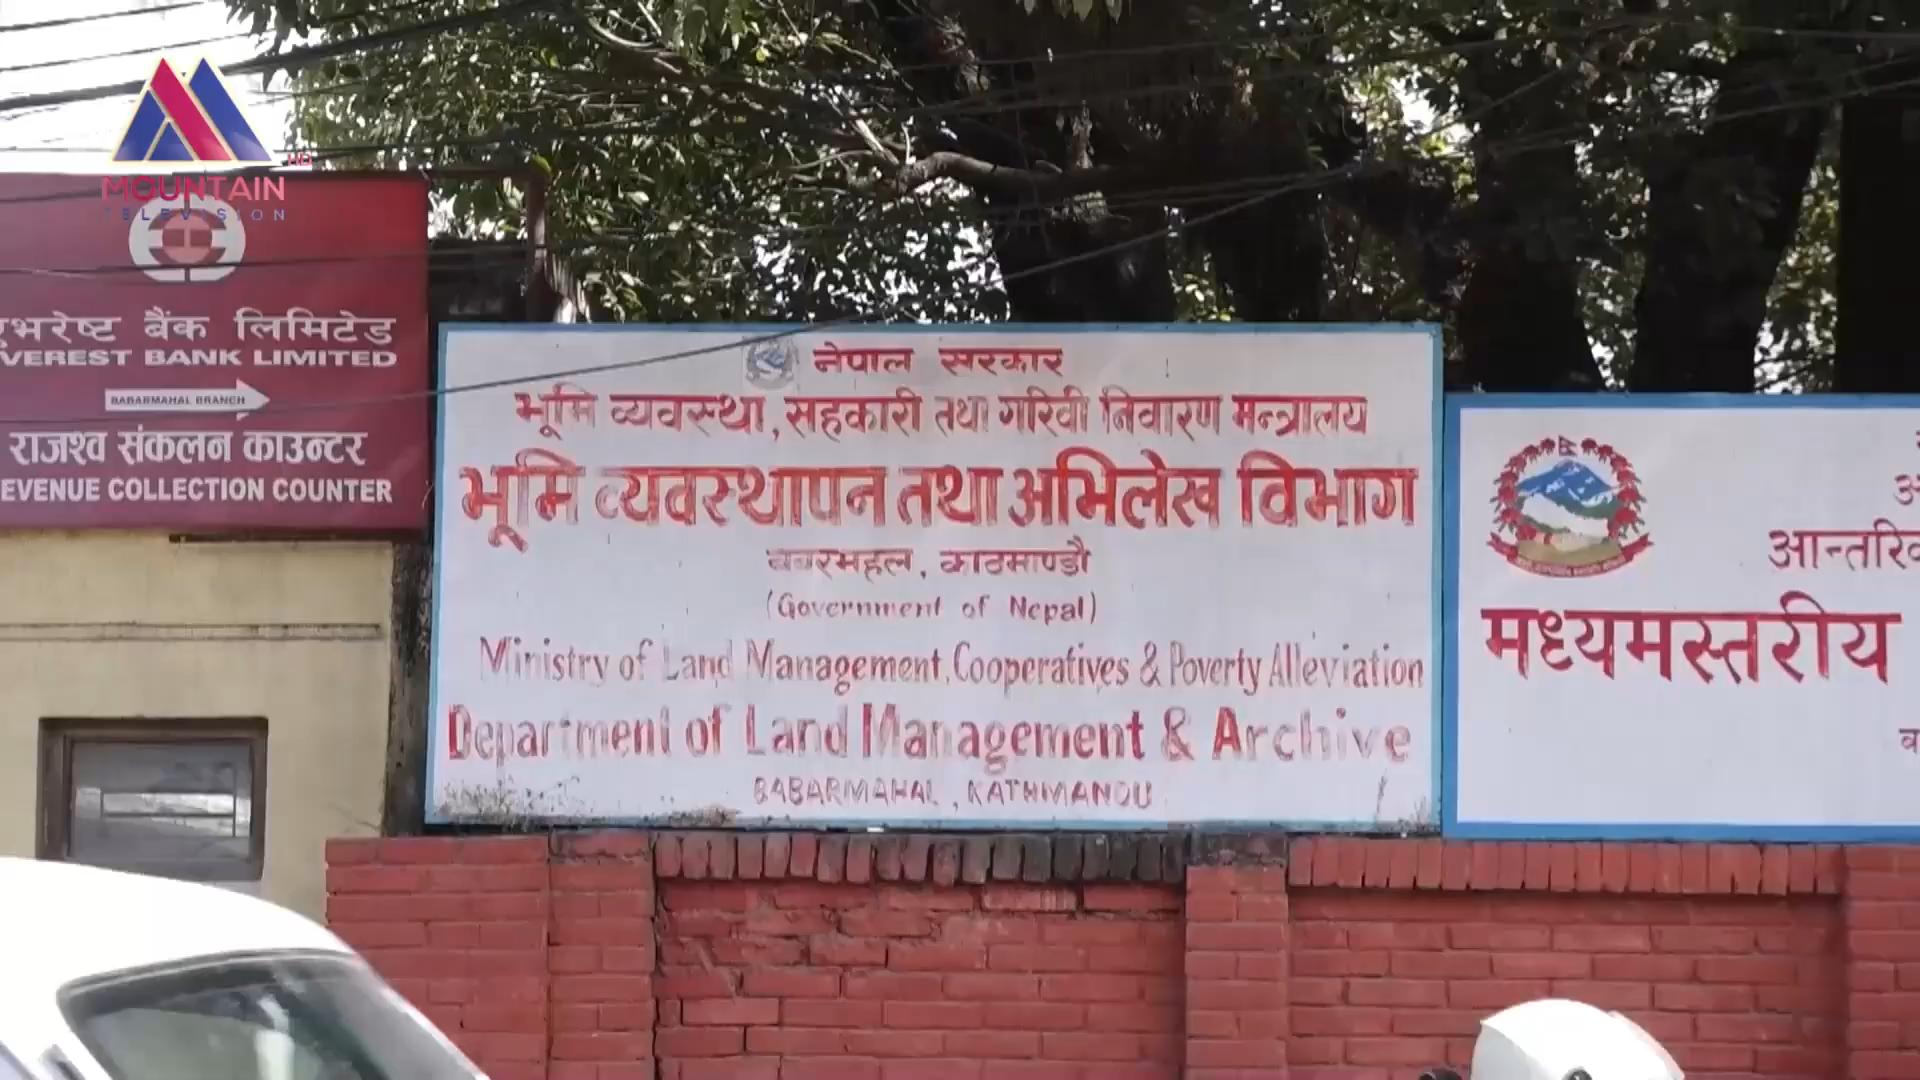 HD
MOUNTAIN
TELEVISION
भरेष्ट बैंक लिमिटेड
VEREST BANK LIMITED
BABARMAHAL BRANCH
राजश्व संकलन काउन्टर
EVENUE COLLECTION COUNTER
नेपाल सरकार
भूमि व्यवस्था, सहकारी तथा गरिवी निवारण मन्त्रालय
भूमि व्यवस्थापन तथा अभिलेख विभाग
बबरमहल, काठमाण्डौ
(Government of Nepal)
Ministry of Land Management, Cooperatives & Poverty Alleviation
Department of Land Management & Archive
BABARMAHAL, KATHMANDU
आन्तरि
मध्यमस्तरीय